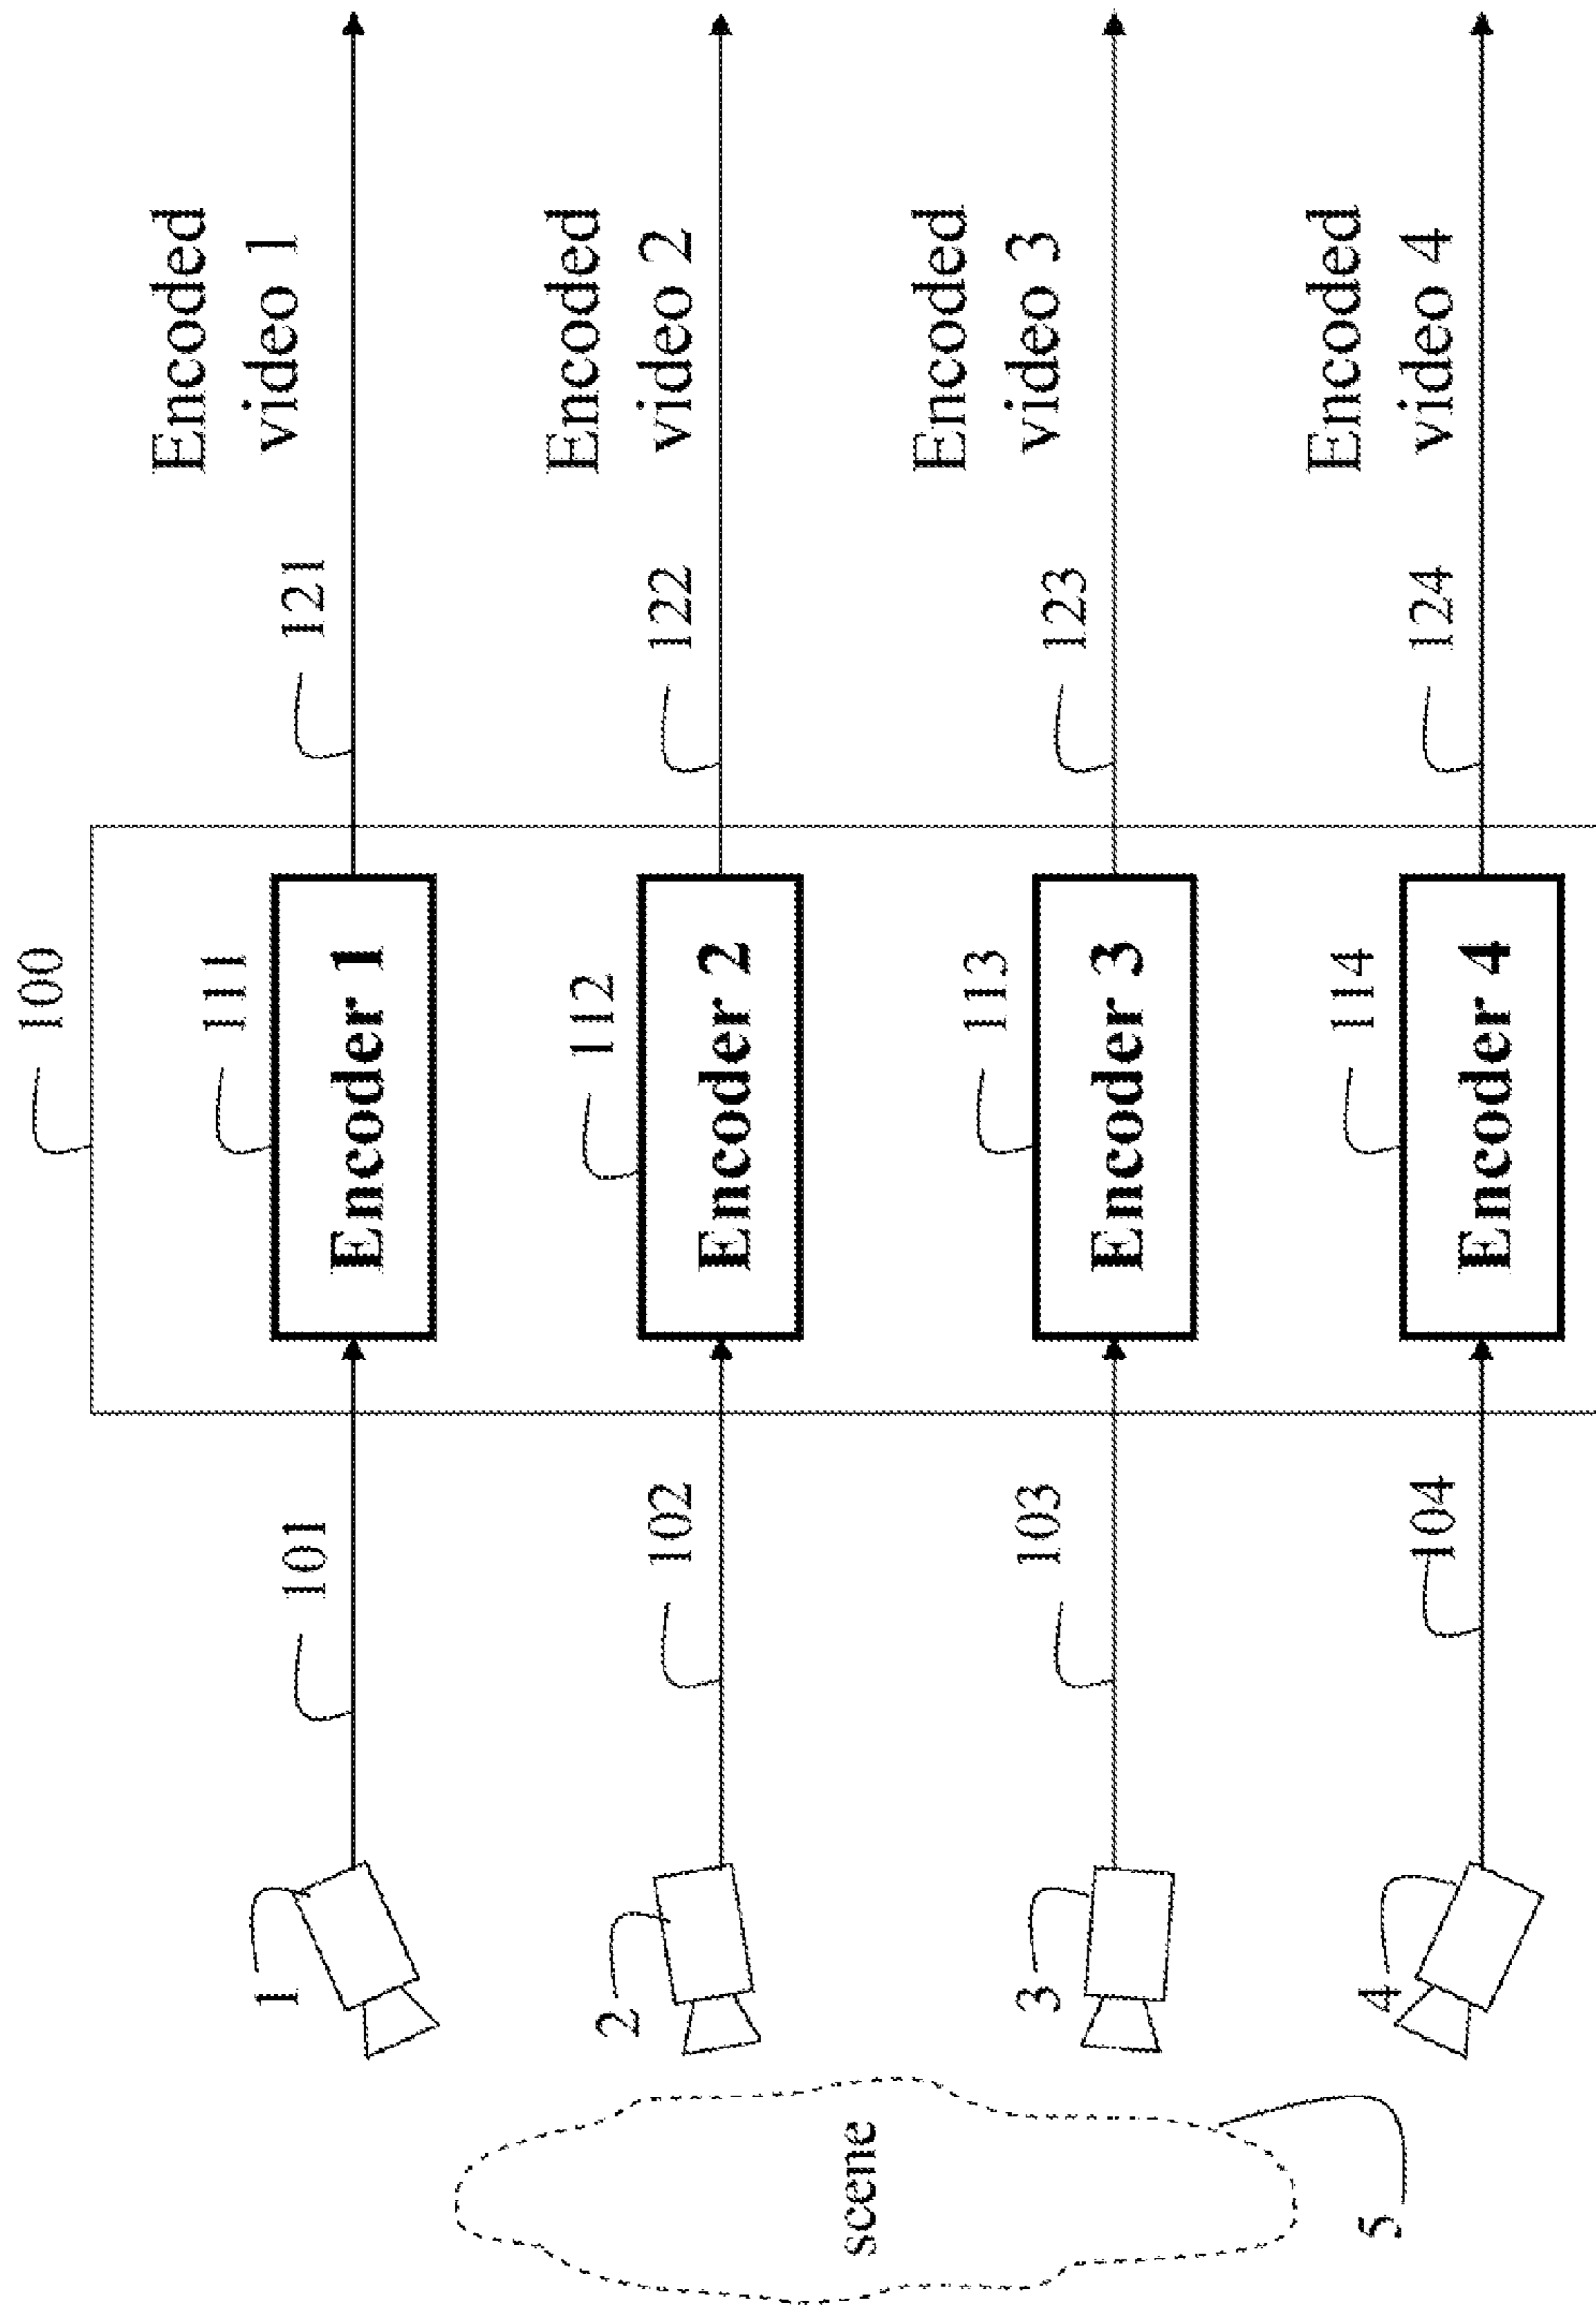 100
1
101
111
Encoder 1
121
Encoded
video 1
2
102
112
Encoder 2
122
Encoded
video 2
scene
3
103
113
Encoder 3
123
Encoded
video 3
5
4
104
114
Encoder 4
124
Encoded
video 4